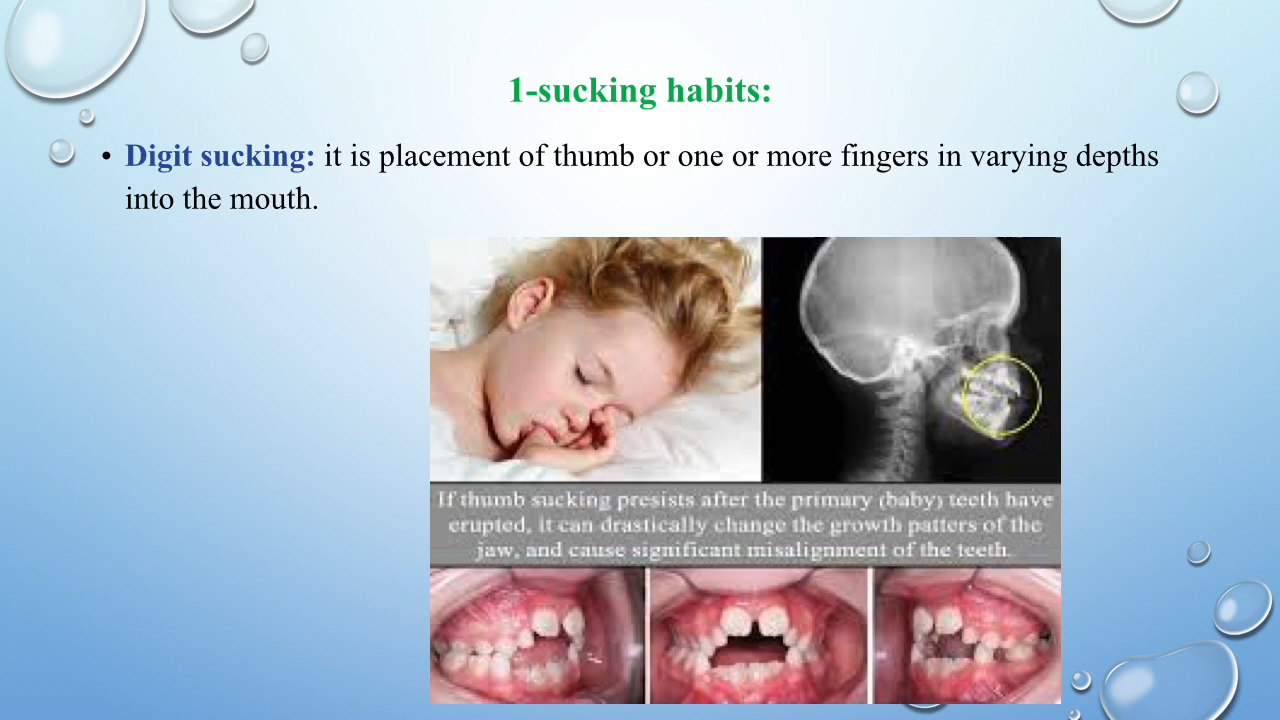 1-sucking habits:
• Digit sucking: it is placement of thumb or one or more fingers in varying depths
into the mouth.
If thumb sucking presists after the primary (baby) teeth have
erupted, it can drastically change the growth patters of the
jaw, and cause significant misalignment of the teeth.